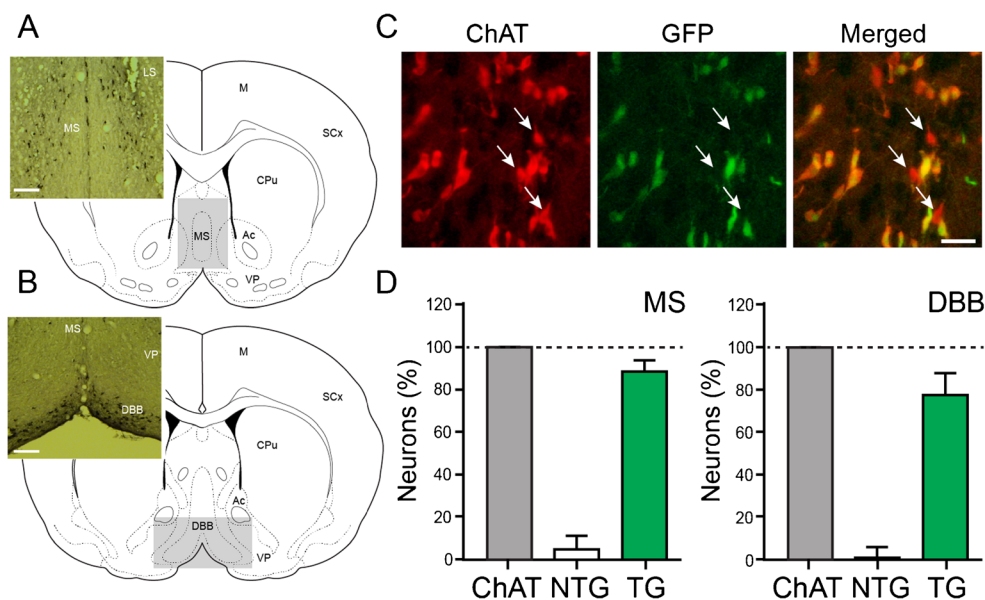 A
LS
MS
M
SCx
CPu
MS
Ac
VP
B
MS
VP
DBB
M
SCx
CPu
Ac
DBB
VP
C
ChAT GFP Merged
D
MS
120
100
80
60
40
20
0
Neurons (%)
ChAT NTG TG
DBB
120
100
80
60
40
20
0
Neurons (%)
ChAT NTG TG